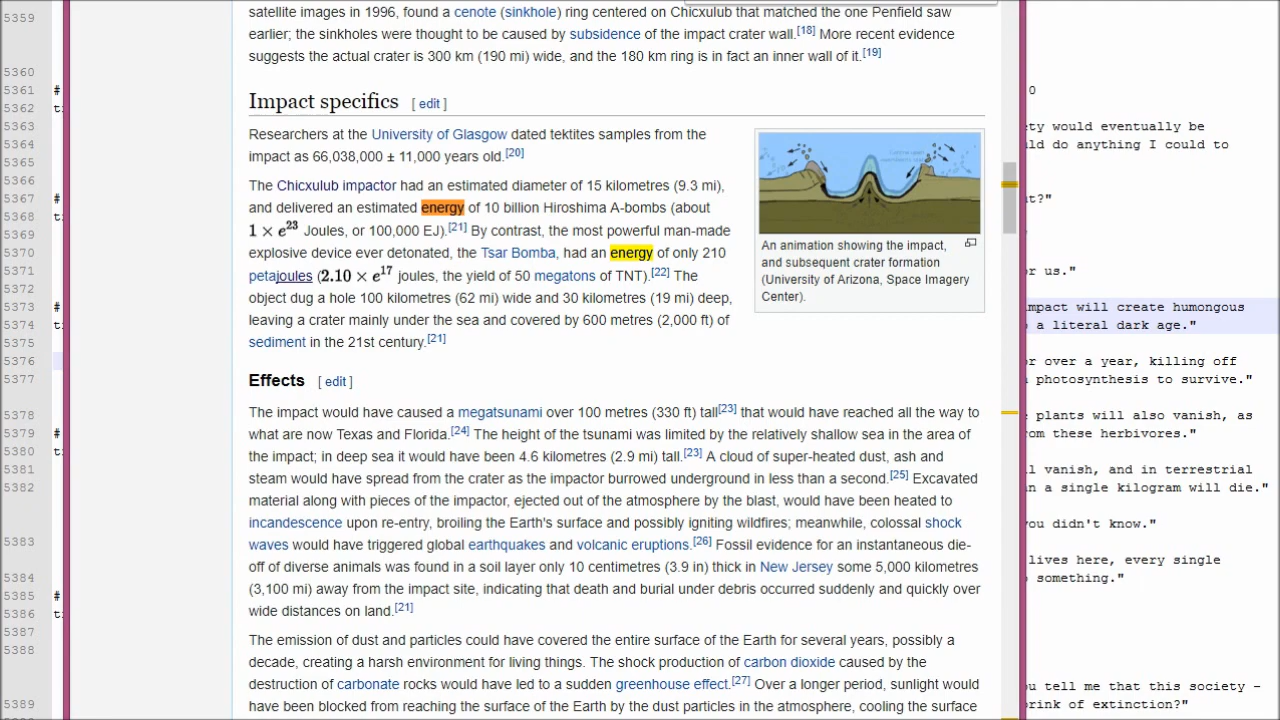 satellite images in 1996, found a cenote (sinkhole) ring centered on Chicxulub that matched the one Penfield saw
earlier; the sinkholes were thought to be caused by subsidence of the impact crater wall.[18] More recent evidence
suggests the actual crater is 300 km (190 mi) wide, and the 180 km ring is in fact an inner wall of it.[19]
Impact specifics [ edit ]
Researchers at the University of Glasgow dated tektites samples from the
impact as 66,038,000 ± 11,000 years old.[20]
The Chicxulub impactor had an estimated diameter of 15 kilometres (9.3 mi),
and delivered an estimated energy of 10 billion Hiroshima A-bombs (about
1 × e²³ Joules, or 100,000 EJ).[21] By contrast, the most powerful man-made
explosive device ever detonated, the Tsar Bomba, had an energy of only 210
petajoules (2.10 × e¹⁷ joules, the yield of 50 megatons of TNT).[22] The
object dug a hole 100 kilometres (62 mi) wide and 30 kilometres (19 mi) deep,
leaving a crater mainly under the sea and covered by 600 metres (2,000 ft) of
sediment in the 21st century.[21]
An animation showing the impact,
and subsequent crater formation
(University of Arizona, Space Imagery
Center).
Effects [ edit ]
The impact would have caused a megatsunami over 100 metres (330 ft) tall[23] that would have reached all the way to
what are now Texas and Florida.[24] The height of the tsunami was limited by the relatively shallow sea in the area of
the impact; in deep sea it would have been 4.6 kilometres (2.9 mi) tall.[23] A cloud of super-heated dust, ash and
steam would have spread from the crater as the impactor burrowed underground in less than a second.[25] Excavated
material along with pieces of the impactor, ejected out of the atmosphere by the blast, would have been heated to
incandescence upon re-entry, broiling the Earth's surface and possibly igniting wildfires; meanwhile, colossal shock
waves would have triggered global earthquakes and volcanic eruptions.[26] Fossil evidence for an instantaneous die-
off of diverse animals was found in a soil layer only 10 centimetres (3.9 in) thick in New Jersey some 5,000 kilometres
(3,100 mi) away from the impact site, indicating that death and burial under debris occurred suddenly and quickly over
wide distances on land.[21]
The emission of dust and particles could have covered the entire surface of the Earth for several years, possibly a
decade, creating a harsh environment for living things. The shock production of carbon dioxide caused by the
destruction of carbonate rocks would have led to a sudden greenhouse effect.[27] Over a longer period, sunlight would
have been blocked from reaching the surface of the Earth by the dust particles in the atmosphere, cooling the surface
5359
5360
5361 #
5362 t
5363
5364
5365
5366
5367 #
5368 t
5369
5370
5371
5372
5373 #
5374 t
5375
5376
5377
5378
5379 #
5380 t
5381
5382
5383
5384
5385 #
5386 t
5387
5388
5389
0
ety would eventually be
ld do anything I could to
t?"
or us."
impact will create humongous
a literal dark age."
or over a year, killing off
photosynthesis to survive."
plants will also vanish, as
om these herbivores."
l vanish, and in terrestrial
n a single kilogram will die."
ou didn't know."
lives here, every single
something."
u tell me that this society -
rink of extinction?"